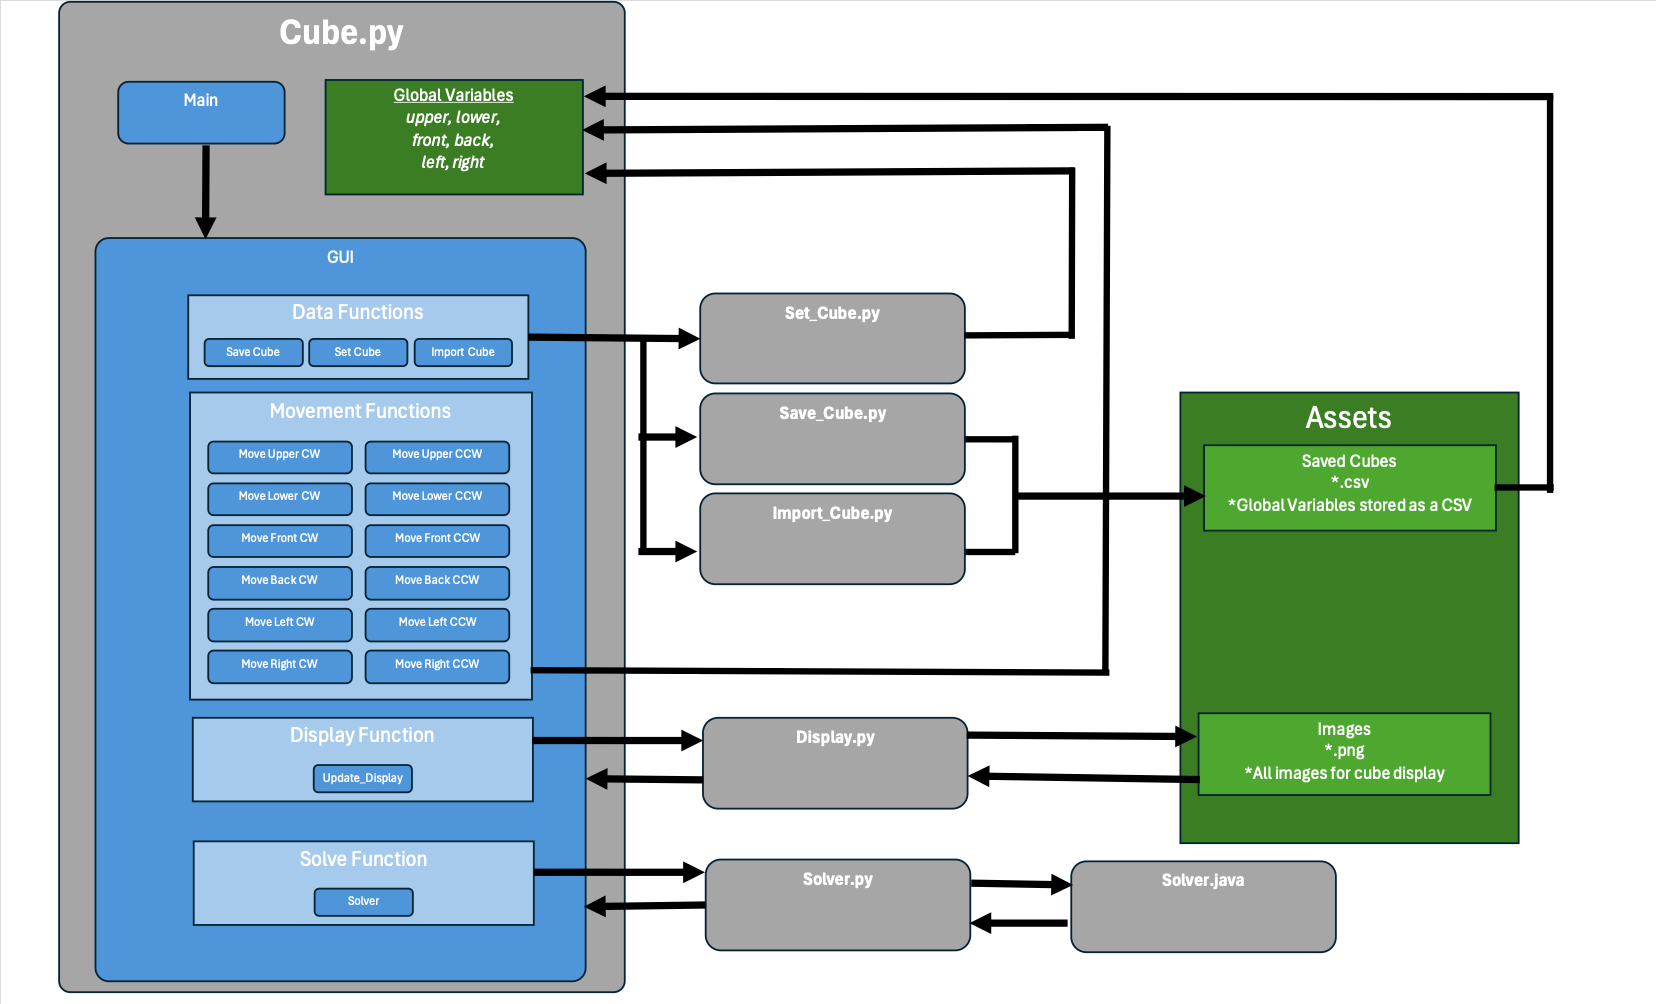 Cube.py
Main
Global Variables
upper, lower,
front, back,
left, right
GUI
Data Functions
Save Cube
Set Cube
Import Cube
Movement Functions
Move Upper CW
Move Upper CCW
Move Lower CW
Move Lower CCW
Move Front CW
Move Front CCW
Move Back CW
Move Back CCW
Move Left CW
Move Left CCW
Move Right CW
Move Right CCW
Display Function
Update_Display
Solve Function
Solver
Set_Cube.py
Save_Cube.py
Import_Cube.py
Display.py
Solver.py
Solver.java
Assets
Saved Cubes
*.csv
*Global Variables stored as a CSV
Images
*.png
*All images for cube display